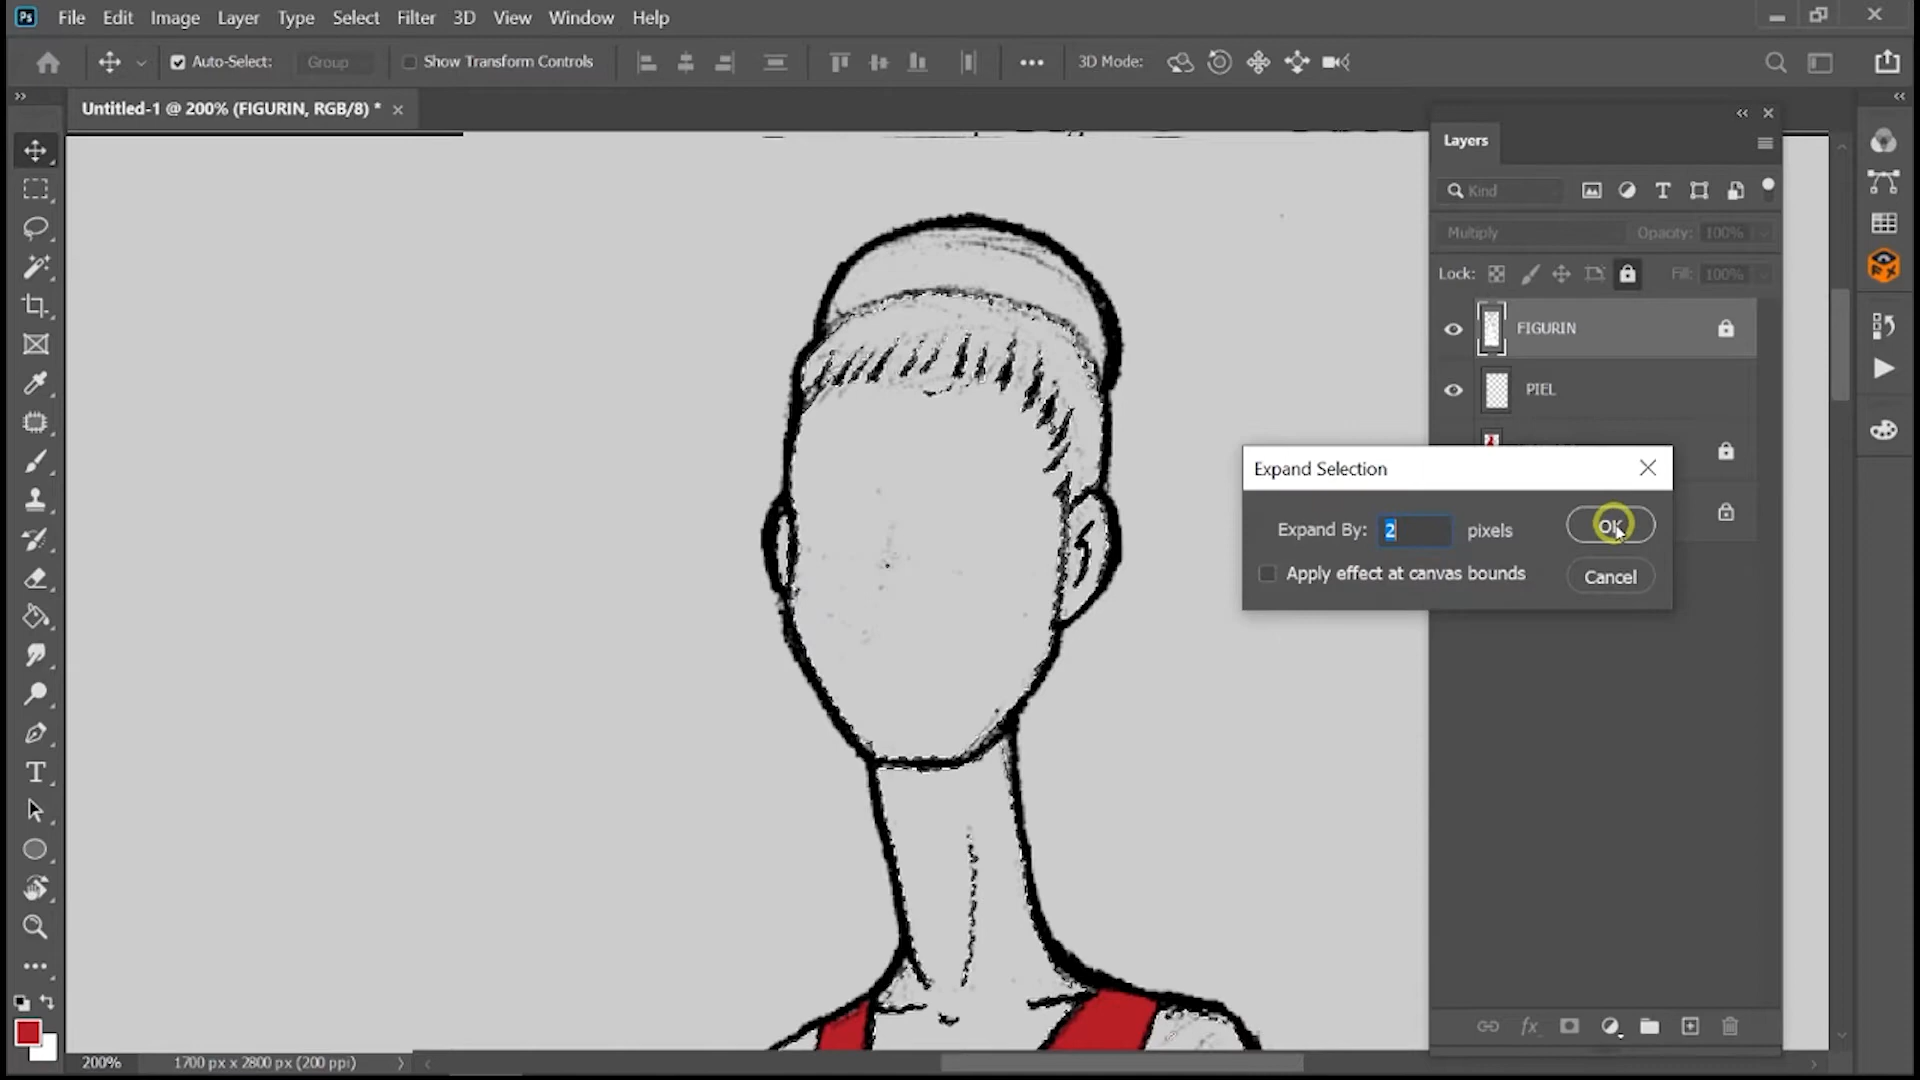 Ps File Edit Image Layer Type Select Filter 3D View Window Help
Auto-Select: Group Show Transform Controls 3D Mode:
Untitled-1 @ 200% (FIGURIN, RGB/8) *
Layers
Kind
Multiply Opacity: 100%
Lock: Fill: 100%
FIGURIN
PIEL
Expand Selection
Expand By: 2 pixels OK
Apply effect at canvas bounds Cancel
fx
200% 1700 px x 2800 px (200 ppi)